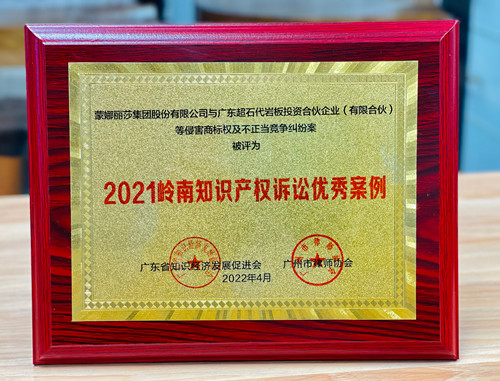 蒙娜丽莎集团股份有限公司与广东超石代岩板投资合伙企业（有限合伙）
等侵害商标权及不正当竞争纠纷案
被评为
2021岭南知识产权诉讼优秀案例
广东省知识经济发展促进会 广州市律师协会
2022年4月